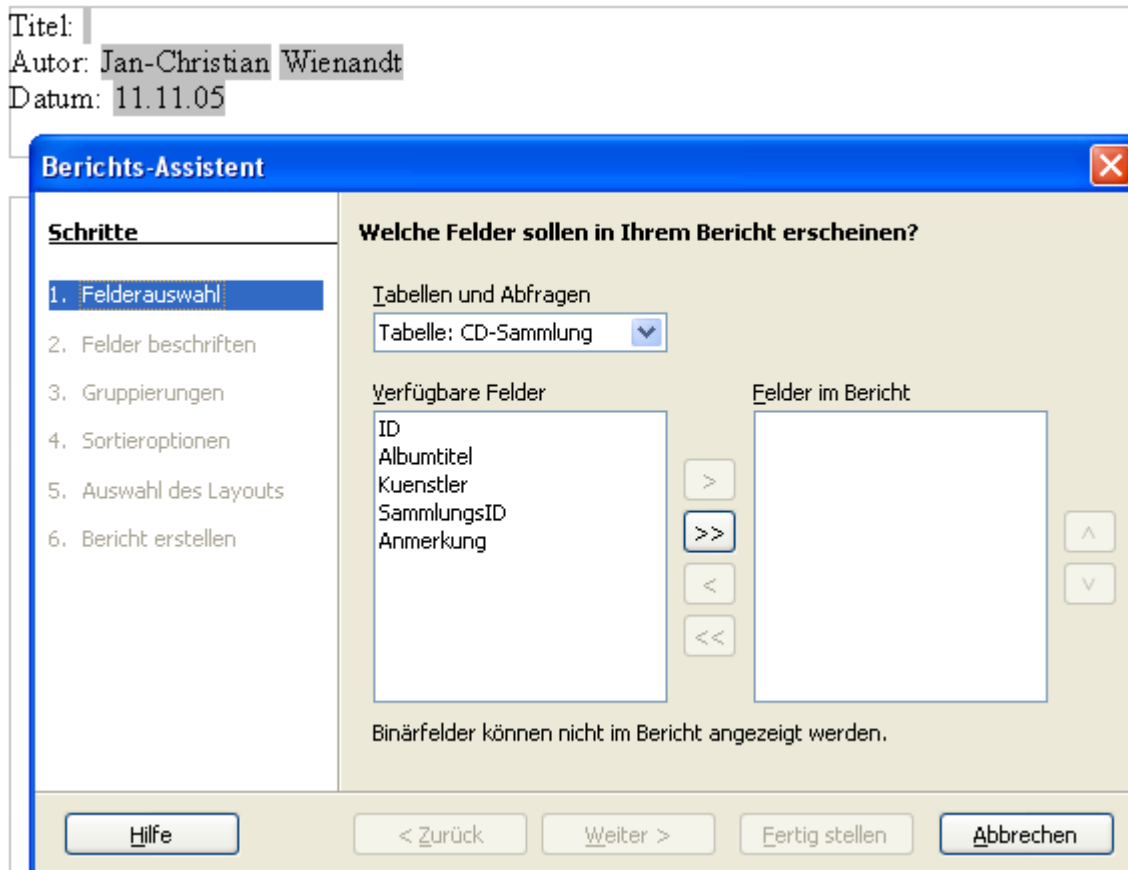 Titel:
Autor: Jan-Christian Wienandt
Datum: 11.11.05
Berichts-Assistent
Schritte
1. Felderauswahl
2. Felder beschriften
3. Gruppierungen
4. Sortieroptionen
5. Auswahl des Layouts
6. Bericht erstellen
Welche Felder sollen in Ihrem Bericht erscheinen?
Tabellen und Abfragen
Tabelle: CD-Sammlung
Verfügbare Felder
ID
Albumtitel
Kuenstler
SammlungsID
Anmerkung
>
>>
<
<<
Felder im Bericht
Binärfelder können nicht im Bericht angezeigt werden.
Hilfe
< Zurück
Weiter >
Fertig stellen
Abbrechen